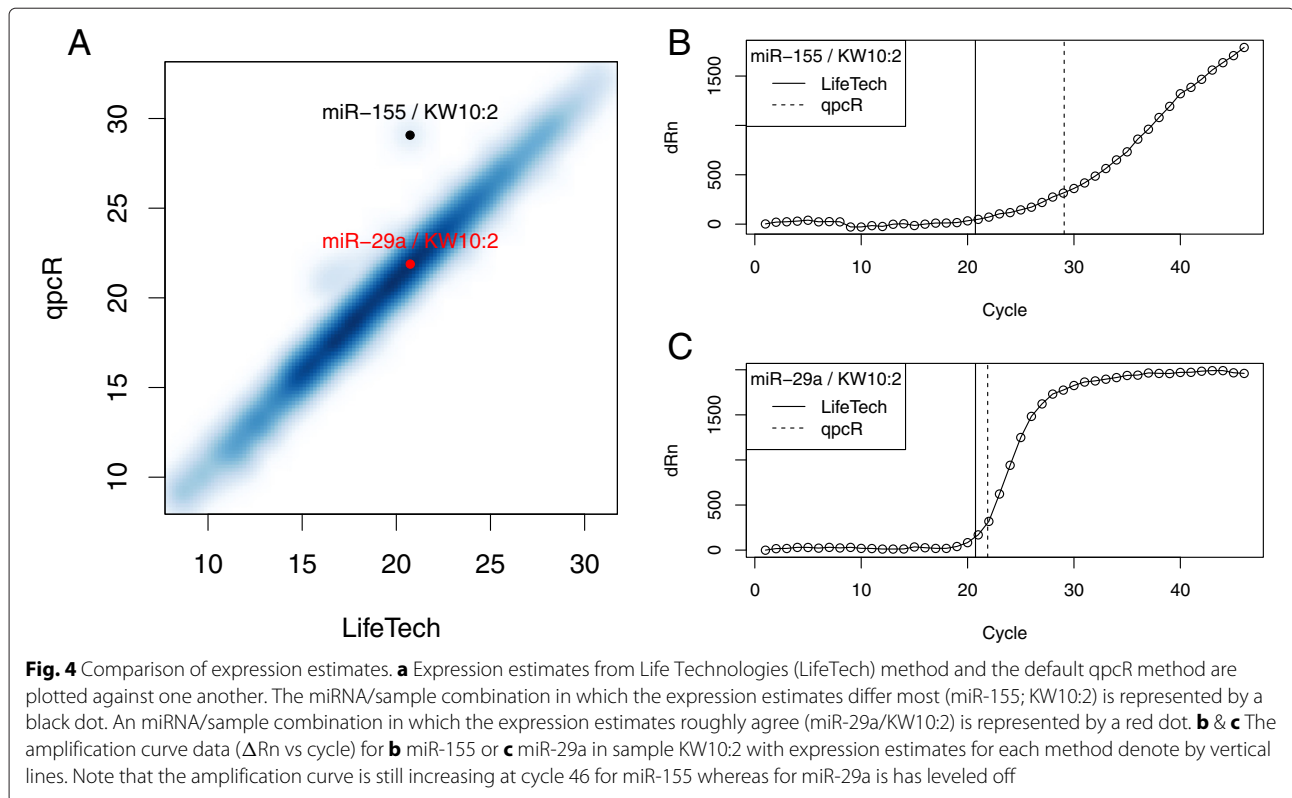 A
qpcR
30
25
20
15
10
miR−155 / KW10:2
miR−29a / KW10:2
10 15 20 25 30
LifeTech
B
miR−155 / KW10:2
LifeTech
qpcR
dRn
1500
500
0
0 10 20 30 40
Cycle
C
miR−29a / KW10:2
LifeTech
qpcR
dRn
1500
500
0
0 10 20 30 40
Cycle
Fig. 4 Comparison of expression estimates. a Expression estimates from Life Technologies (LifeTech) method and the default qpcR method are
plotted against one another. The miRNA/sample combination in which the expression estimates differ most (miR-155; KW10:2) is represented by a
black dot. An miRNA/sample combination in which the expression estimates roughly agree (miR-29a/KW10:2) is represented by a red dot. b & c The
amplification curve data (ΔRn vs cycle) for b miR-155 or c miR-29a in sample KW10:2 with expression estimates for each method denote by vertical
lines. Note that the amplification curve is still increasing at cycle 46 for miR-155 whereas for miR-29a is has leveled off